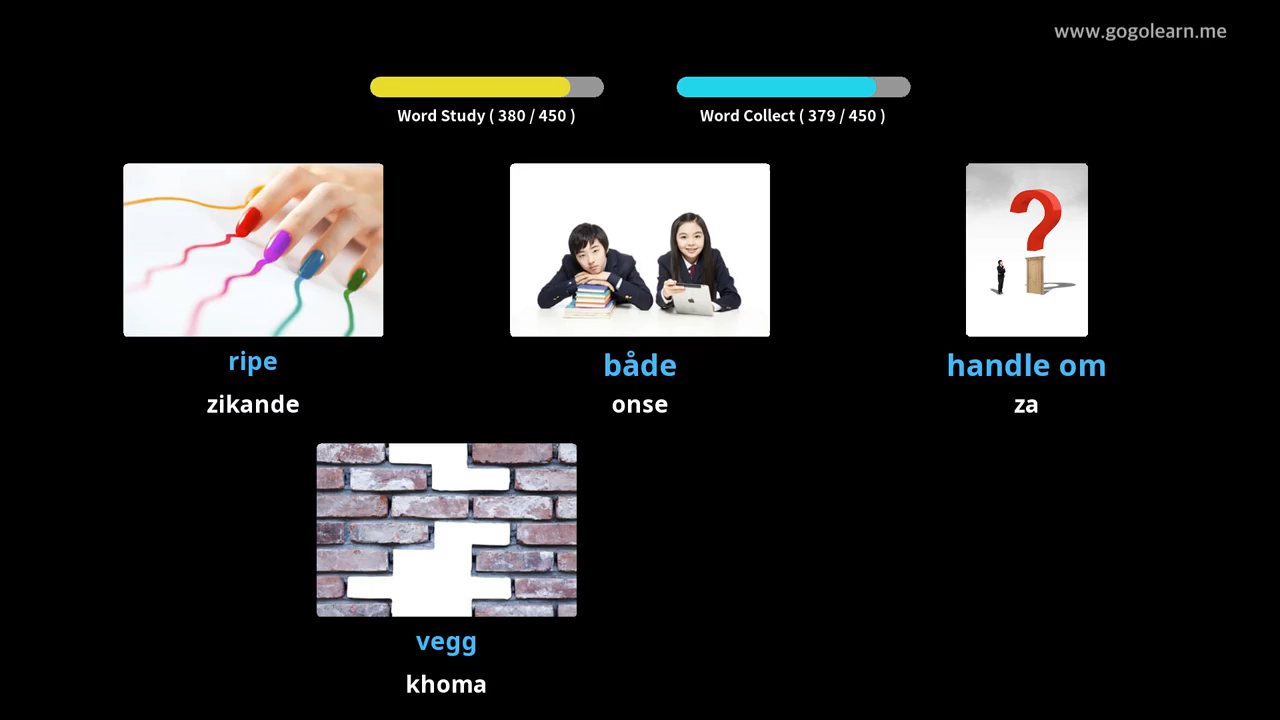 www.gogolearn.me
Word Study ( 380 / 450 )
Word Collect ( 379 / 450 )
ripe
både
handle om
zikande
onse
za
vegg
khoma